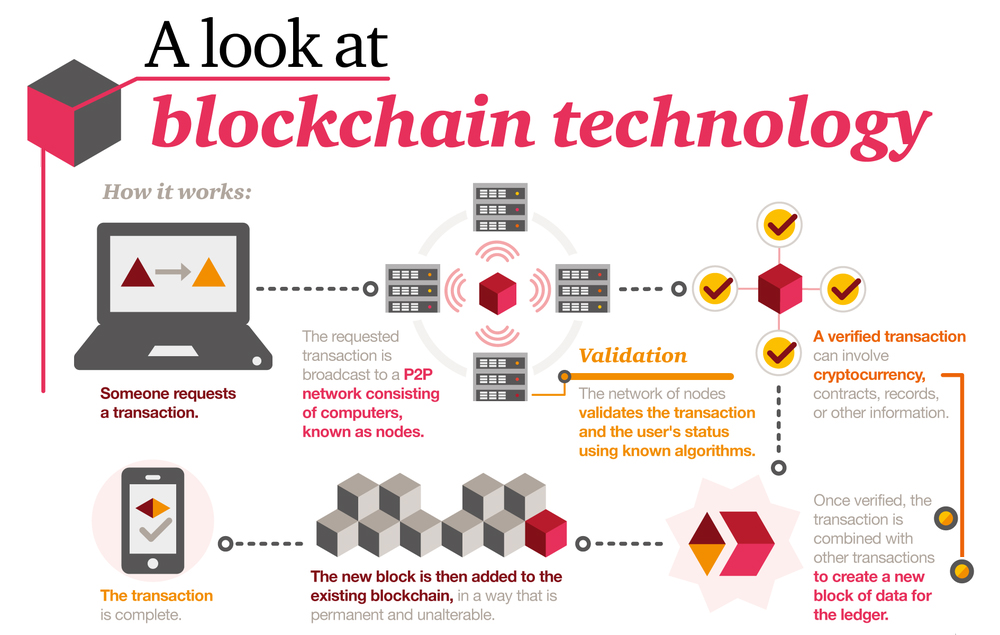 A look at
blockchain technology
How it works:
Someone requests
a transaction.
The requested
transaction is
broadcast to a P2P
network consisting
of computers,
known as nodes.
Validation
The network of nodes
validates the transaction
and the user's status
using known algorithms.
A verified transaction
can involve
cryptocurrency,
contracts, records,
or other information.
Once verified, the
transaction is
combined with
other transactions
to create a new
block of data for
the ledger.
The new block is then added to the
existing blockchain, in a way that is
permanent and unalterable.
The transaction
is complete.